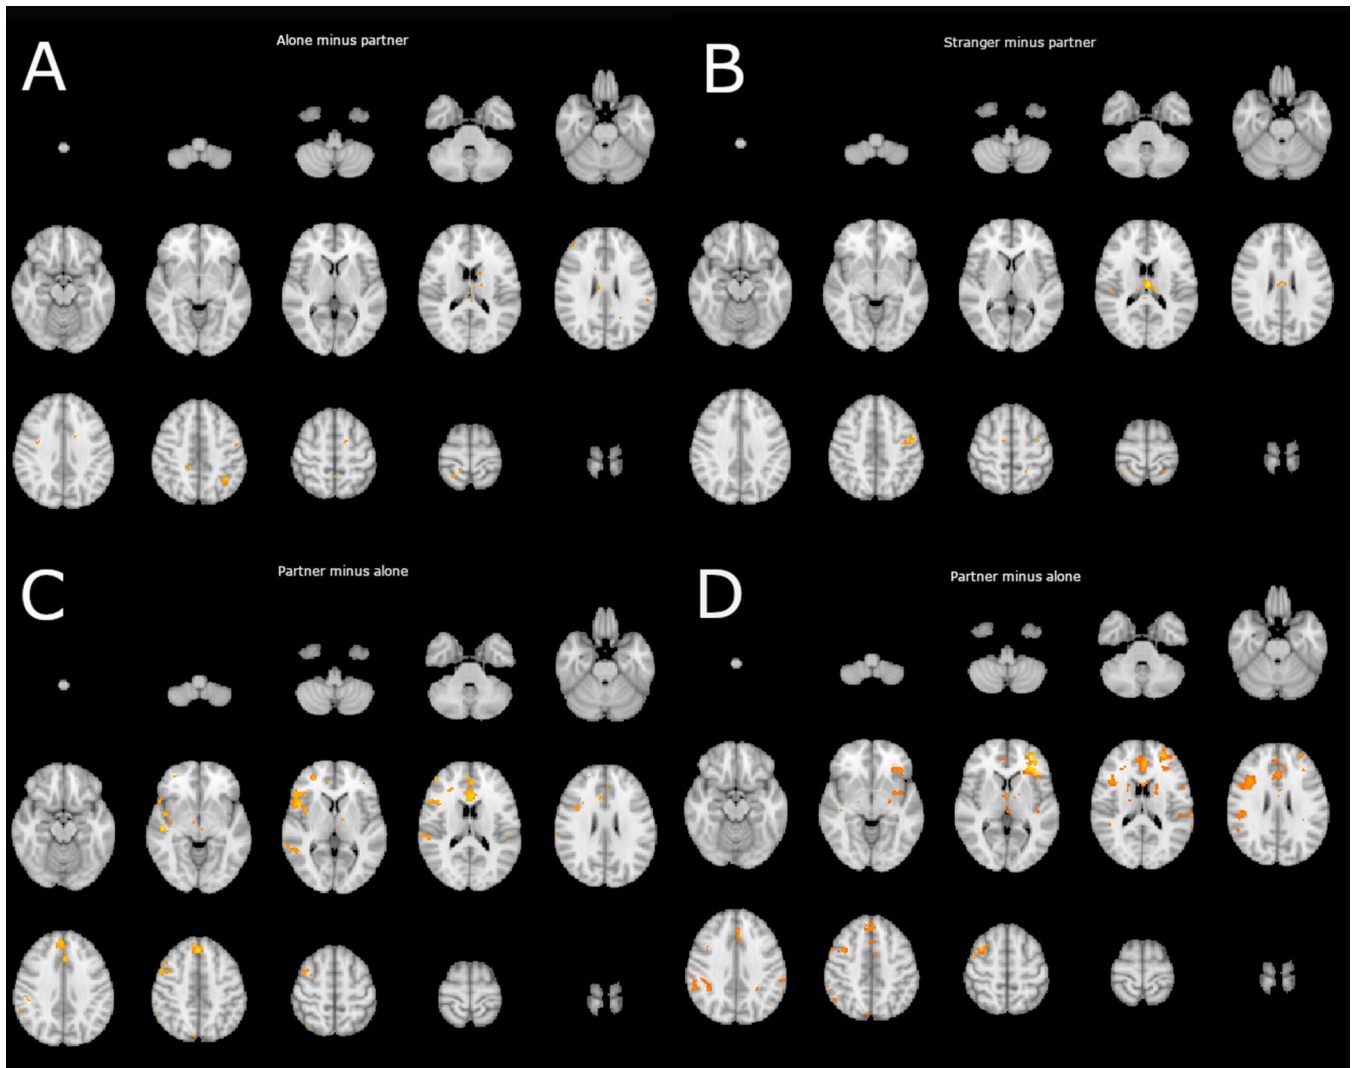 A
Alone minus partner
B
Stranger minus partner
C
Partner minus alone
D
Partner minus alone